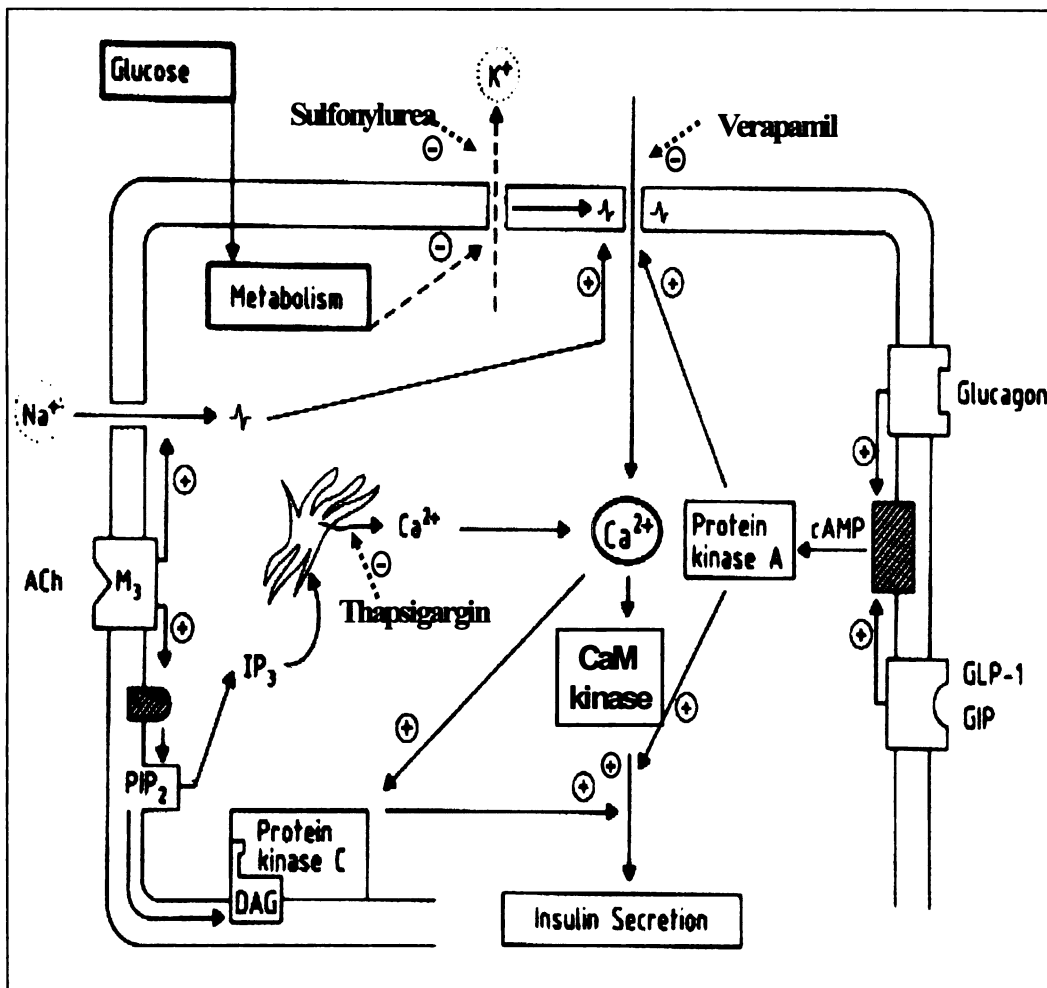 Glucose
K⁺
Sulfonylurea
⊖
Verapamil
⊖
⊖
Metabolism
⊕
⊕
Na⁺
Glucagon
⊕
⊕
Ca²⁺
Ca²⁺
Protein
kinase A
cAMP
ACh
M₃
⊖
⊕
Thapsigargin
⊕
IP₃
CaM
kinase
GLP-1
GIP
⊕
⊕
PIP₂
⊕
⊕
Protein
kinase C
DAG
Insulin Secretion